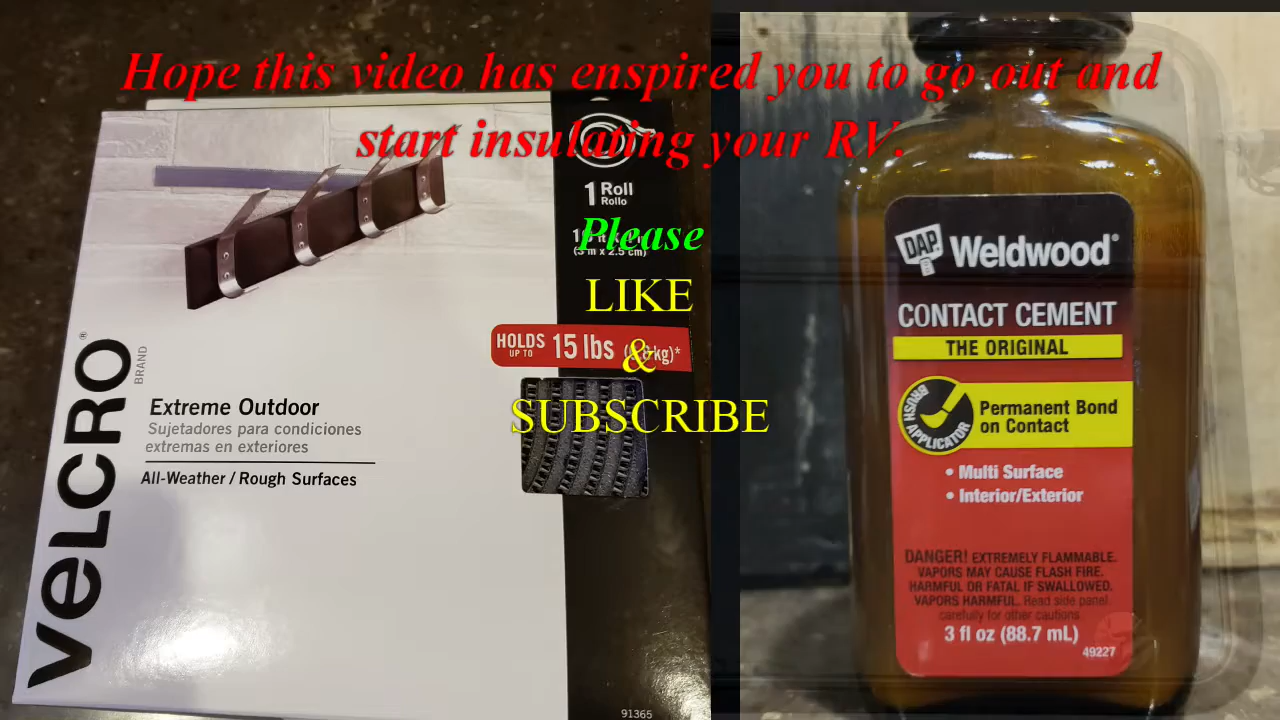 Hope this video has enspired you to go out and
start insulating your RV.
Please
LIKE
&
SUBSCRIBE
VELCRO®
BRAND
Extreme Outdoor
Sujetadores para condiciones
extremas en exteriores
All-Weather / Rough Surfaces
1 Roll
Rollo
(3 m x 2.5 cm)
HOLDS
UP TO
15 lbs
91365
DAP
Weldwood®
CONTACT CEMENT
THE ORIGINAL
BRUSH APPLICATOR
Permanent Bond
on Contact
• Multi Surface
• Interior/Exterior
DANGER! EXTREMELY FLAMMABLE.
VAPORS MAY CAUSE FLASH FIRE.
HARMFUL OR FATAL IF SWALLOWED.
VAPORS HARMFUL. Read side panel
carefully for other cautions.
3 fl oz (88.7 mL)
49227